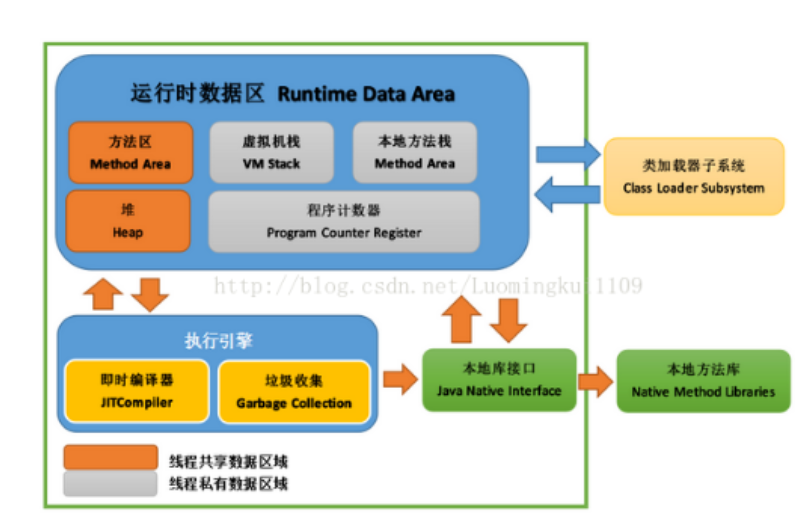 运行时数据区 Runtime Data Area
方法区
Method Area
虚拟机栈
VM Stack
本地方法栈
Method Area
堆
Heap
程序计数器
Program Counter Register
类加载器子系统
Class Loader Subsystem
http://blog.csdn.net/Luomingkui1109
执行引擎
即时编译器
JITCompiler
垃圾收集
Garbage Collection
本地库接口
Java Native Interface
本地方法库
Native Method Libraries
线程共享数据区域
线程私有数据区域